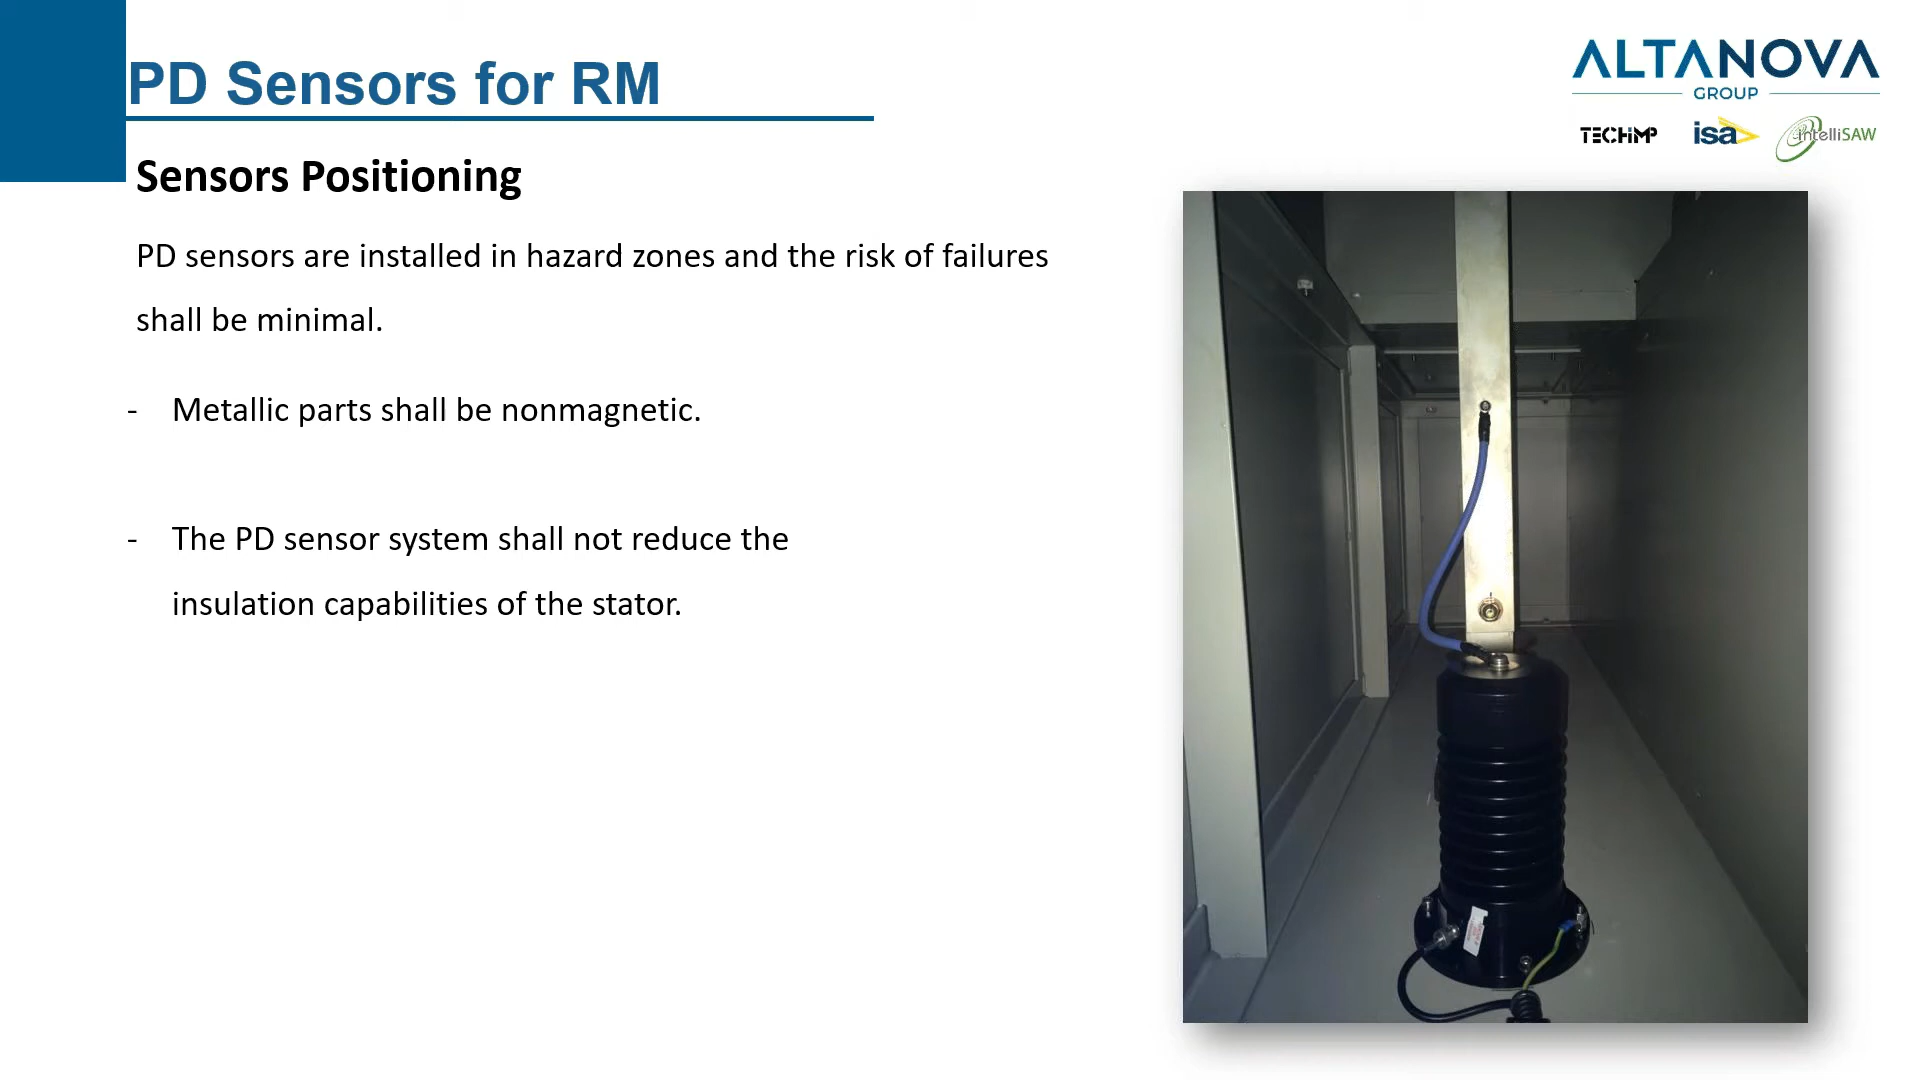 PD Sensors for RM
ALTANOVA
GROUP
TECHIMP
isa
intelliSAW
Sensors Positioning
PD sensors are installed in hazard zones and the risk of failures
shall be minimal.
- Metallic parts shall be nonmagnetic.
- The PD sensor system shall not reduce the
insulation capabilities of the stator.